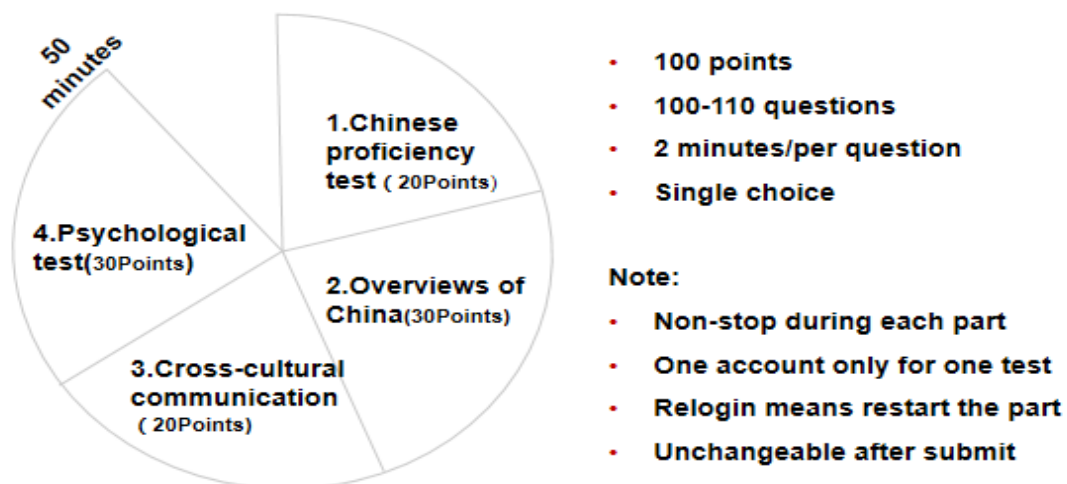 50
minutes
1.Chinese
proficiency
test ( 20Points)
2.Overviews of
China(30Points)
3.Cross-cultural
communication
( 20Points)
4.Psychological
test(30Points)
• 100 points
• 100-110 questions
• 2 minutes/per question
• Single choice
Note:
• Non-stop during each part
• One account only for one test
• Relogin means restart the part
• Unchangeable after submit